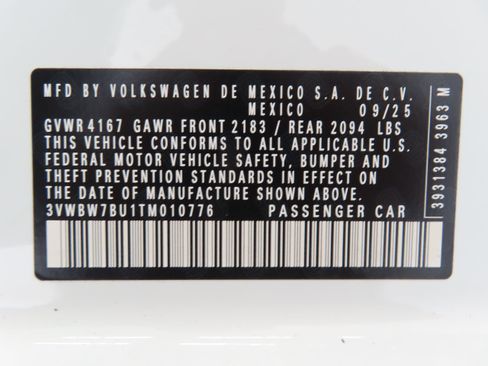 MFD BY VOLKSWAGEN DE MEXICO S.A. DE C.V.
MEXICO 09/25
GVWR 4167 GAWR FRONT 2183 / REAR 2094 LBS
THIS VEHICLE CONFORMS TO ALL APPLICABLE U.S.
FEDERAL MOTOR VEHICLE SAFETY, BUMPER AND
THEFT PREVENTION STANDARDS IN EFFECT ON
THE DATE OF MANUFACTURE SHOWN ABOVE.
3VWBW7BU1TM010776 PASSENGER CAR
3931384 3963 M